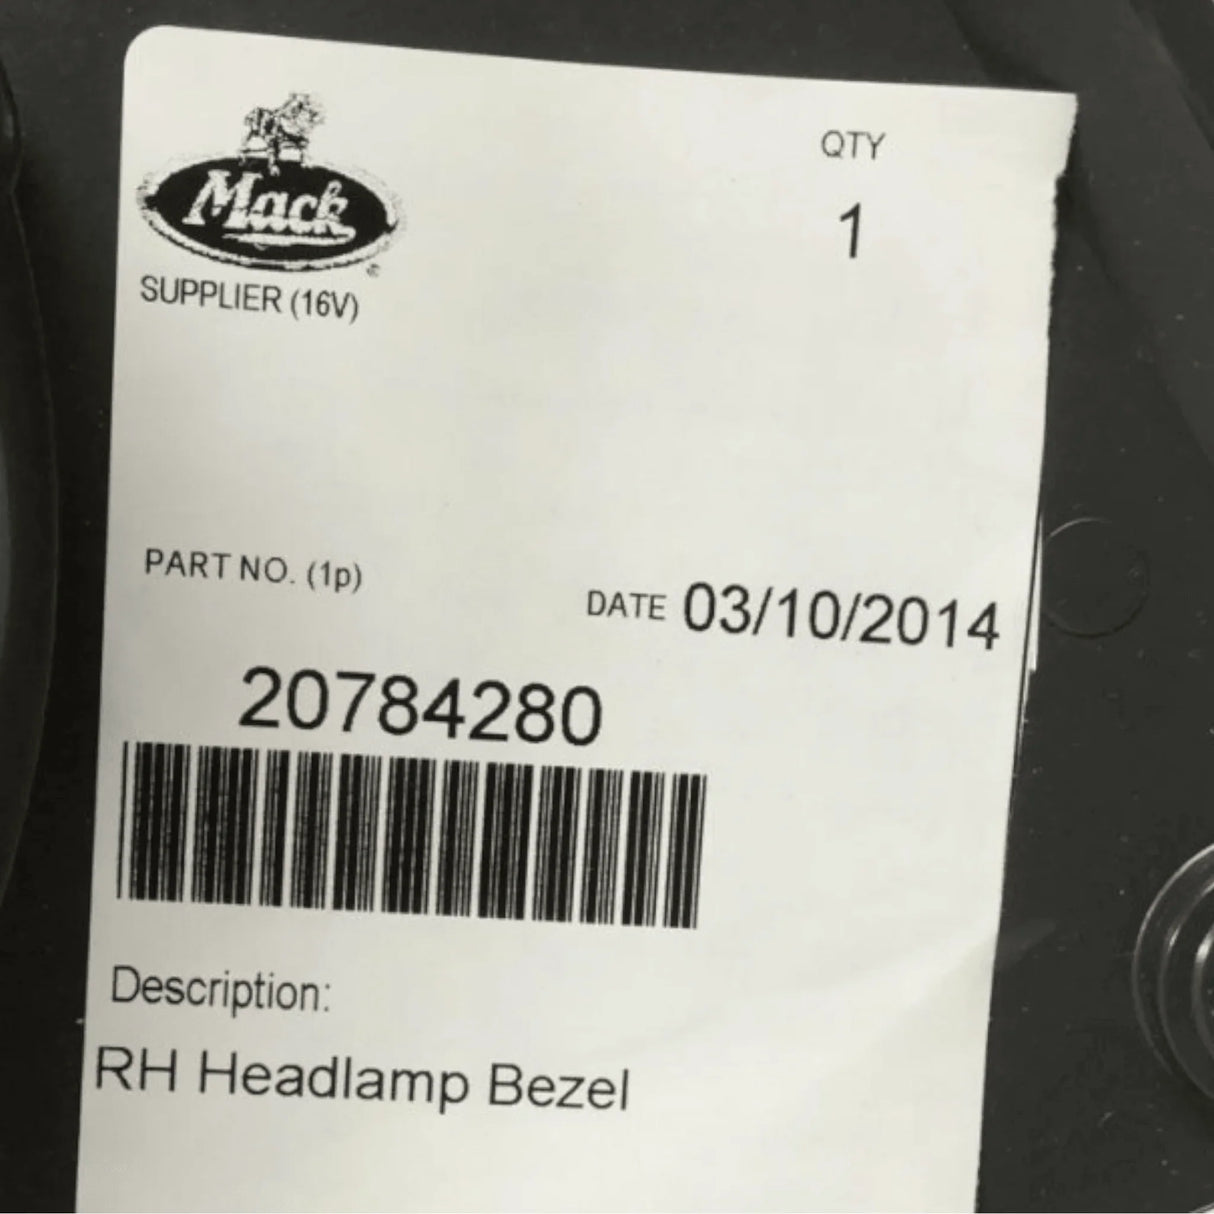 Mack
®
SUPPLIER (16V)
QTY
1
PART NO. (1p)
DATE 03/10/2014
20784280
Description:
RH Headlamp Bezel